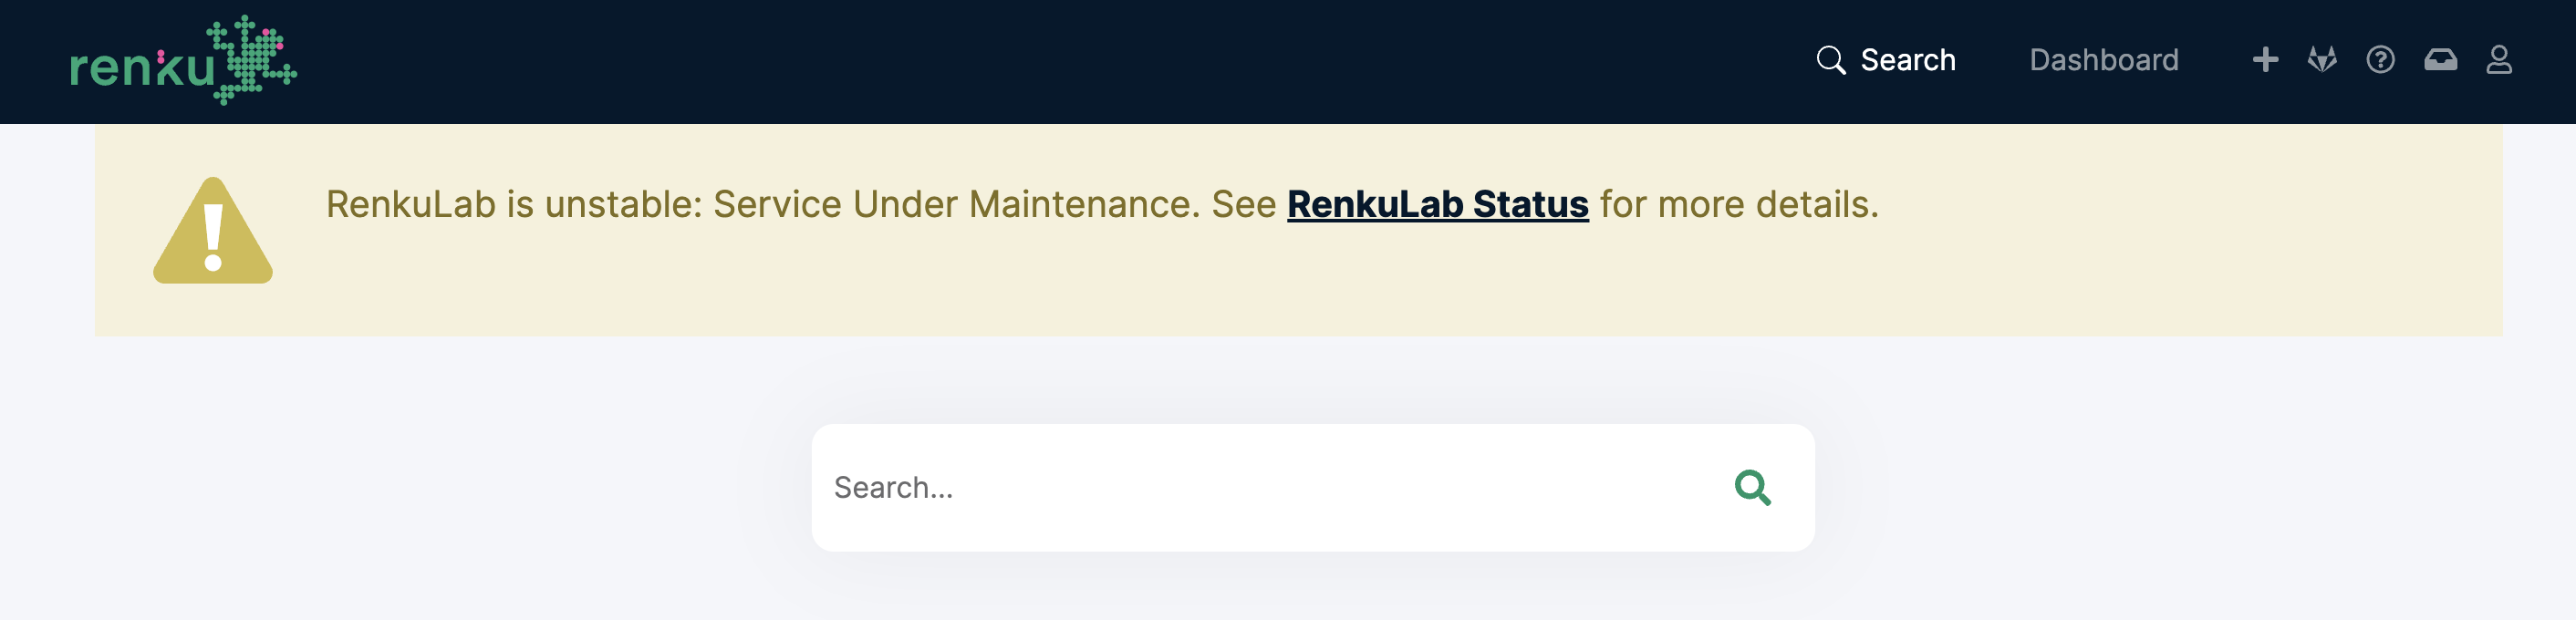 renku
Search
Dashboard
RenkuLab is unstable: Service Under Maintenance. See RenkuLab Status for more details.
Search...